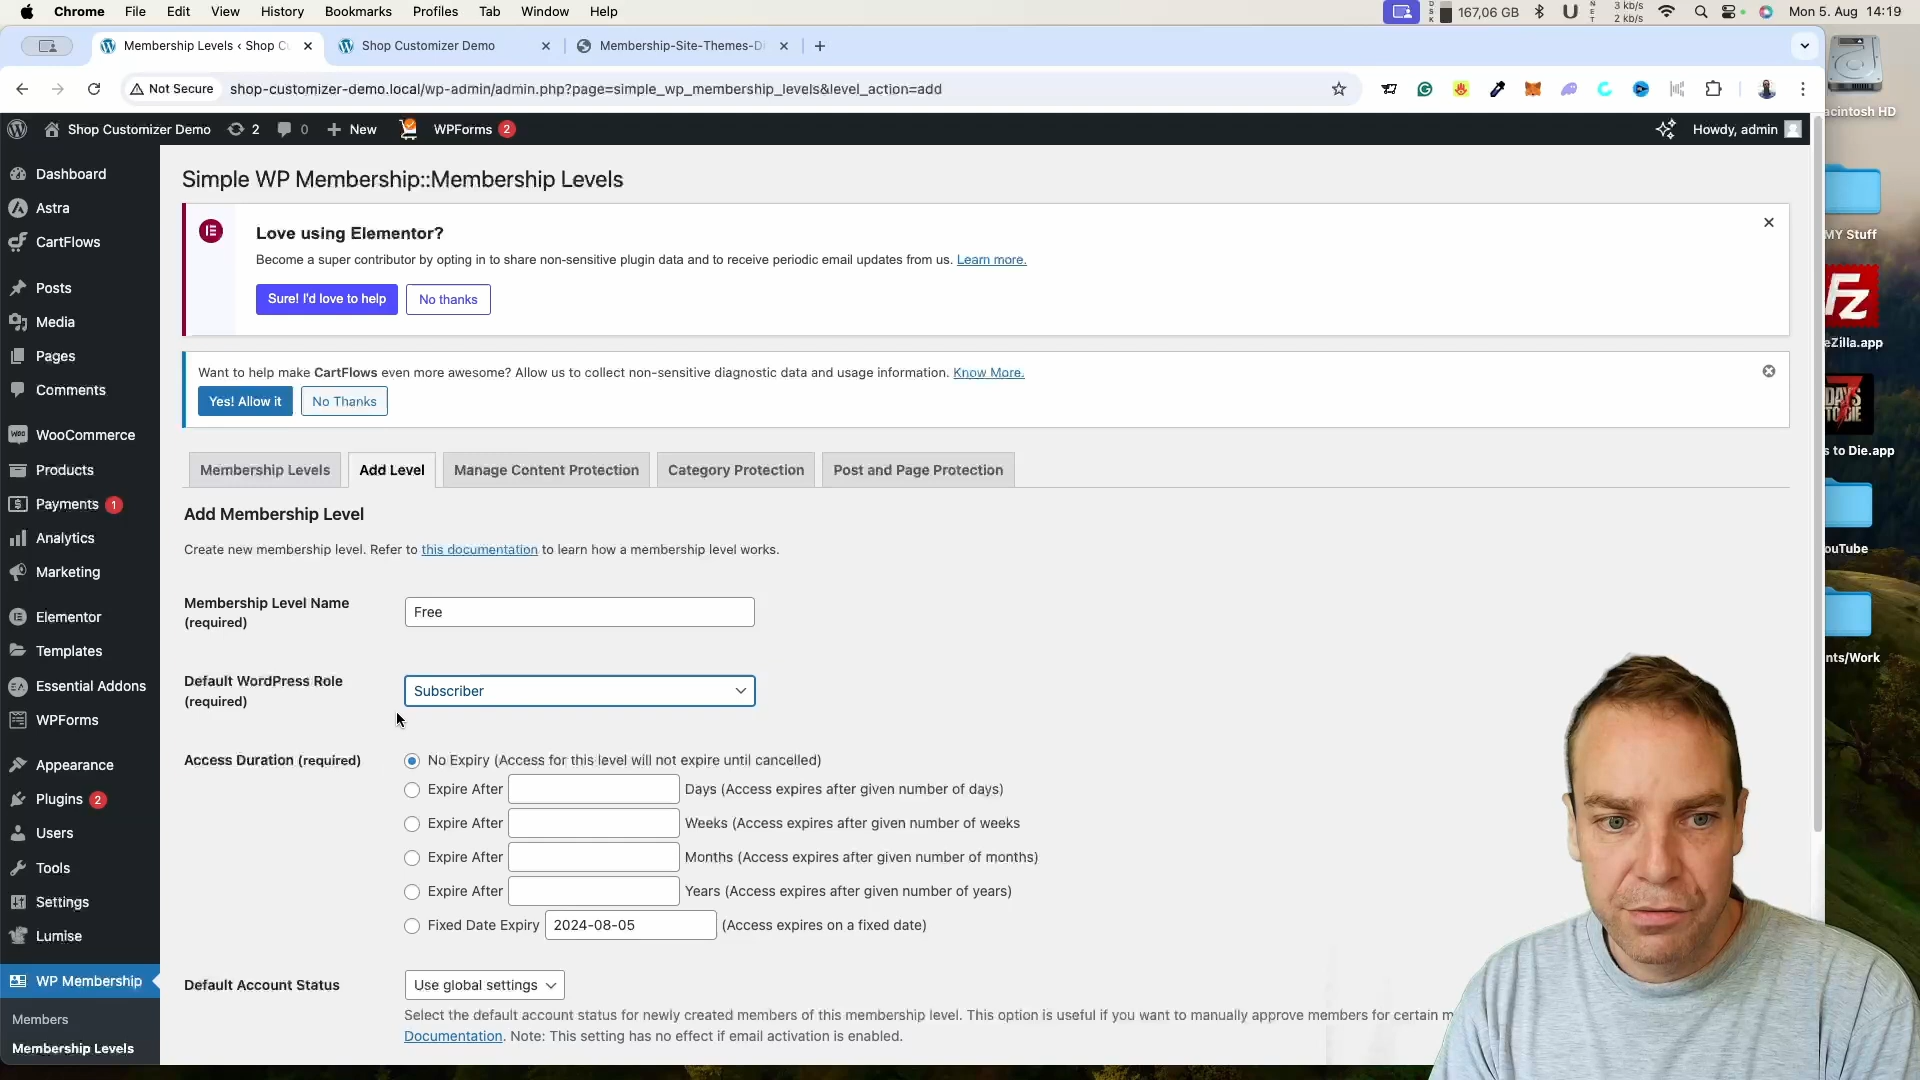 Chrome File Edit View History Bookmarks Profiles Tab Window Help
167,06 GB
3 kb/s
2 kb/s
Mon 5. Aug 14:19
Membership Levels ‹ Shop Cu
Shop Customizer Demo
Membership-Site-Themes-D
Not Secure
shop-customizer-demo.local/wp-admin/admin.php?page=simple_wp_membership_levels&level_action=add
Shop Customizer Demo 2 0 New WPForms 2
Howdy, admin
Dashboard
Astra
CartFlows
Posts
Media
Pages
Comments
WooCommerce
Products
Payments 1
Analytics
Marketing
Elementor
Templates
Essential Addons
WPForms
Appearance
Plugins 2
Users
Tools
Settings
Lumise
WP Membership
Members
Membership Levels
Simple WP Membership::Membership Levels
Love using Elementor?
Become a super contributor by opting in to share non-sensitive plugin data and to receive periodic email updates from us. Learn more.
Sure! I'd love to help
No thanks
Want to help make CartFlows even more awesome? Allow us to collect non-sensitive diagnostic data and usage information. Know More.
Yes! Allow it
No Thanks
Membership Levels
Add Level
Manage Content Protection
Category Protection
Post and Page Protection
Add Membership Level
Create new membership level. Refer to this documentation to learn how a membership level works.
Membership Level Name
(required)
Free
Default WordPress Role
(required)
Subscriber
Access Duration (required)
No Expiry (Access for this level will not expire until cancelled)
Expire After Days (Access expires after given number of days)
Expire After Weeks (Access expires after given number of weeks
Expire After Months (Access expires after given number of months)
Expire After Years (Access expires after given number of years)
Fixed Date Expiry 2024-08-05 (Access expires on a fixed date)
Default Account Status
Use global settings
Select the default account status for newly created members of this membership level. This option is useful if you want to manually approve members for certain m
Documentation. Note: This setting has no effect if email activation is enabled.
acintosh HD
MY Stuff
Fz
eZilla.app
DAYS
TO DIE
s to Die.app
ouTube
nts/Work